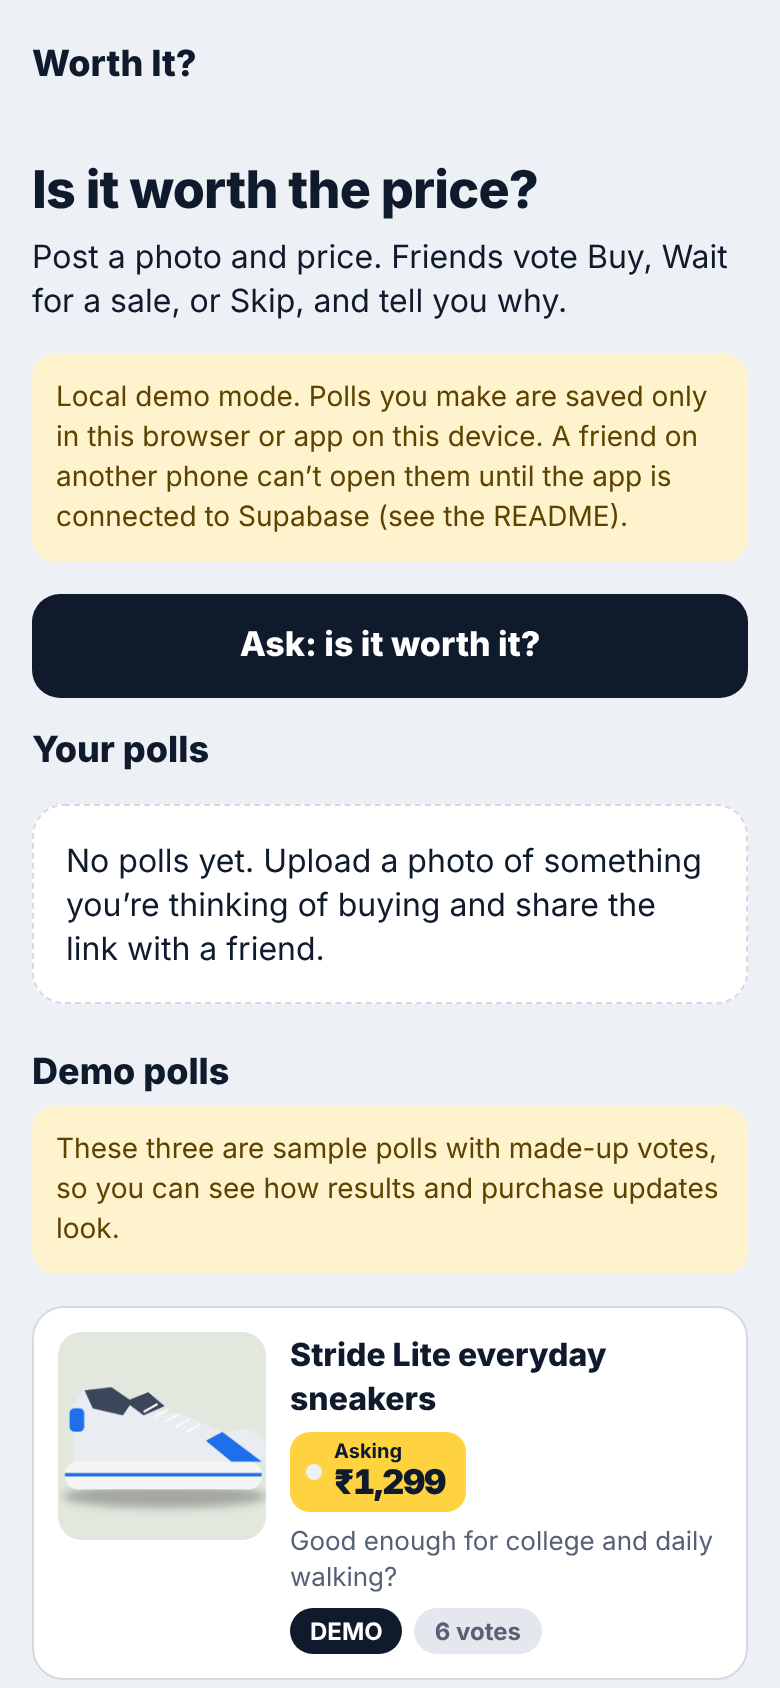 Worth It?
Is it worth the price?
Post a photo and price. Friends vote Buy, Wait
for a sale, or Skip, and tell you why.
Local demo mode. Polls you make are saved only
in this browser or app on this device. A friend on
another phone can’t open them until the app is
connected to Supabase (see the README).
Ask: is it worth it?
Your polls
No polls yet. Upload a photo of something
you’re thinking of buying and share the
link with a friend.
Demo polls
These three are sample polls with made-up votes,
so you can see how results and purchase updates
look.
Stride Lite everyday
sneakers
Asking
₹1,299
Good enough for college and daily
walking?
DEMO
6 votes